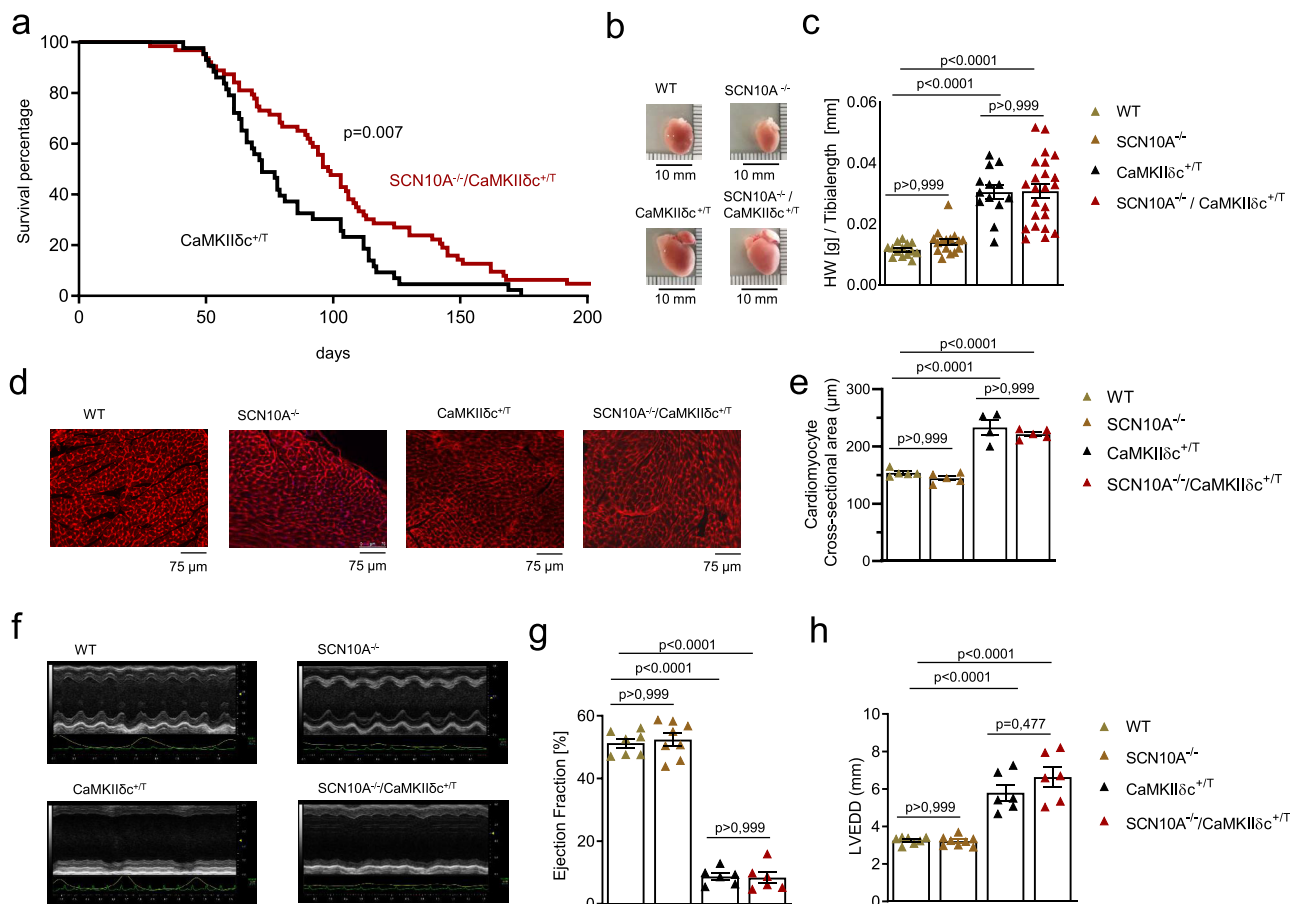 a
100
80
60
40
20
0
Survival percentage
0
50
100
150
200
days
p=0.007
SCN10A-/-/CaMKIIδc+/T
CaMKIIδc+/T
b
WT
SCN10A -/-
10 mm
10 mm
CaMKIIδc+/T
SCN10A-/- /
CaMKIIδc+/T
10 mm
10 mm
c
p<0.0001
p<0.0001
p>0,999
p>0,999
0.06
0.04
0.02
0.00
HW [g] / Tibialength [mm]
WT
SCN10A-/-
CaMKIIδc+/T
SCN10A-/- / CaMKIIδc+/T
d
WT
SCN10A-/-
CaMKIIδc+/T
SCN10A-/-/CaMKIIδc+/T
75 µm
75 µm
75 µm
75 µm
e
p<0.0001
p<0.0001
p>0,999
p>0,999
300
200
150
0
Cardiomyocyte
Cross-sectional area (µm)
WT
SCN10A-/-
CaMKIIδc+/T
SCN10A-/-/CaMKIIδc+/T
f
WT
SCN10A-/-
CaMKIIδc+/T
SCN10A-/-/CaMKIIδc+/T
g
p<0.0001
p<0.0001
p>0,999
p>0,999
60
40
20
0
Ejection Fraction [%]
h
p<0.0001
p<0.0001
p=0,477
p>0,999
10
8
6
4
2
0
LVEDD (mm)
WT
SCN10A-/-
CaMKIIδc+/T
SCN10A-/-/CaMKIIδc+/T